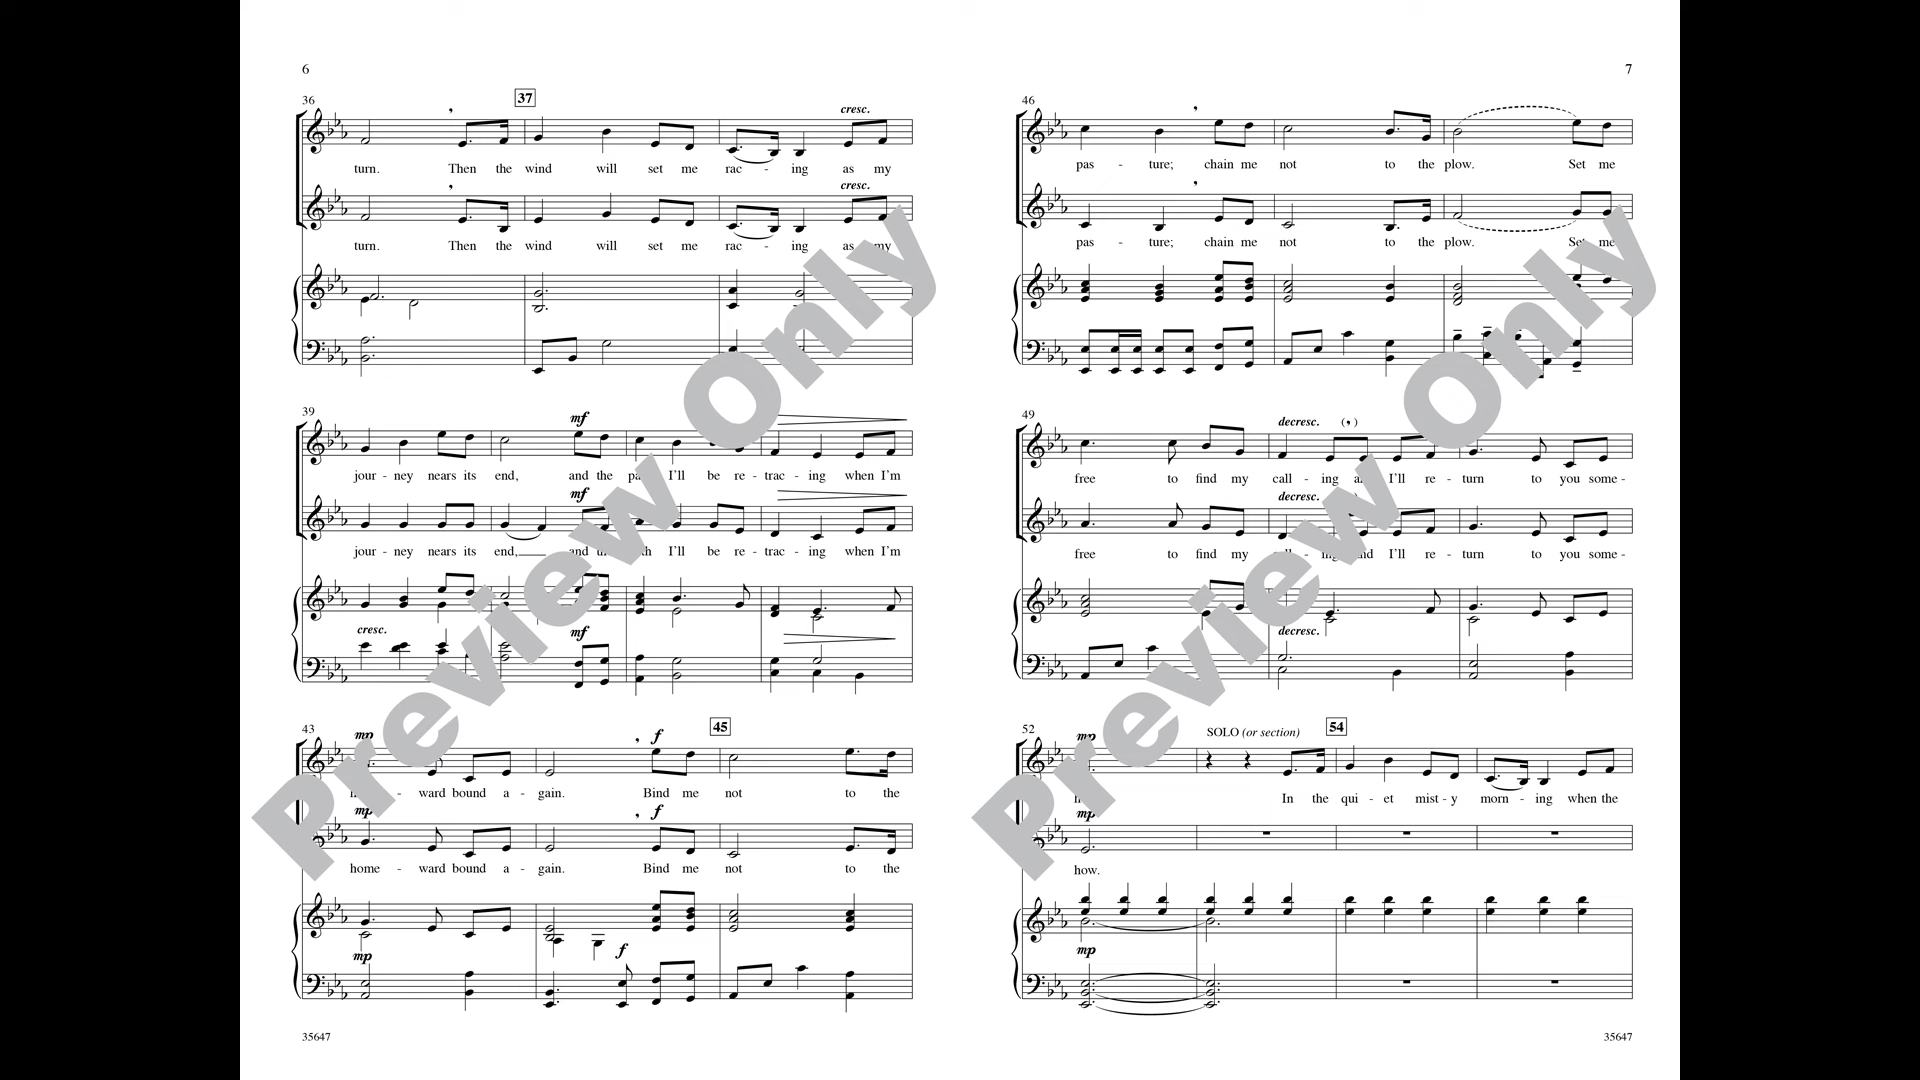 6
36
37
cresc.
turn. Then the wind will set me rac - ing as my
cresc.
turn. Then the wind will set me rac - ing as my
39
mf
jour - ney nears its end, and the I'll be re - trac - ing when I'm
mf
jour - ney nears its end, and I'll be re - trac - ing when I'm
cresc.
mf
43
45
mp
f
ward bound a - gain. Bind me not to the
mp
f
home - ward bound a - gain. Bind me not to the
mp
f
35647
7
46
pas - ture; chain me not to the plow. Set me
pas - ture; chain me not to the plow. Set me
49
decresc.
free to find my call - ing I'll re - turn to you some -
decresc.
free to find my I'll re - turn to you some -
decresc.
52
54
mp
SOLO (or section)
In the qui - et mist - y morn - ing when the
mp
how.
mp
35647
Preview Only
Preview Only